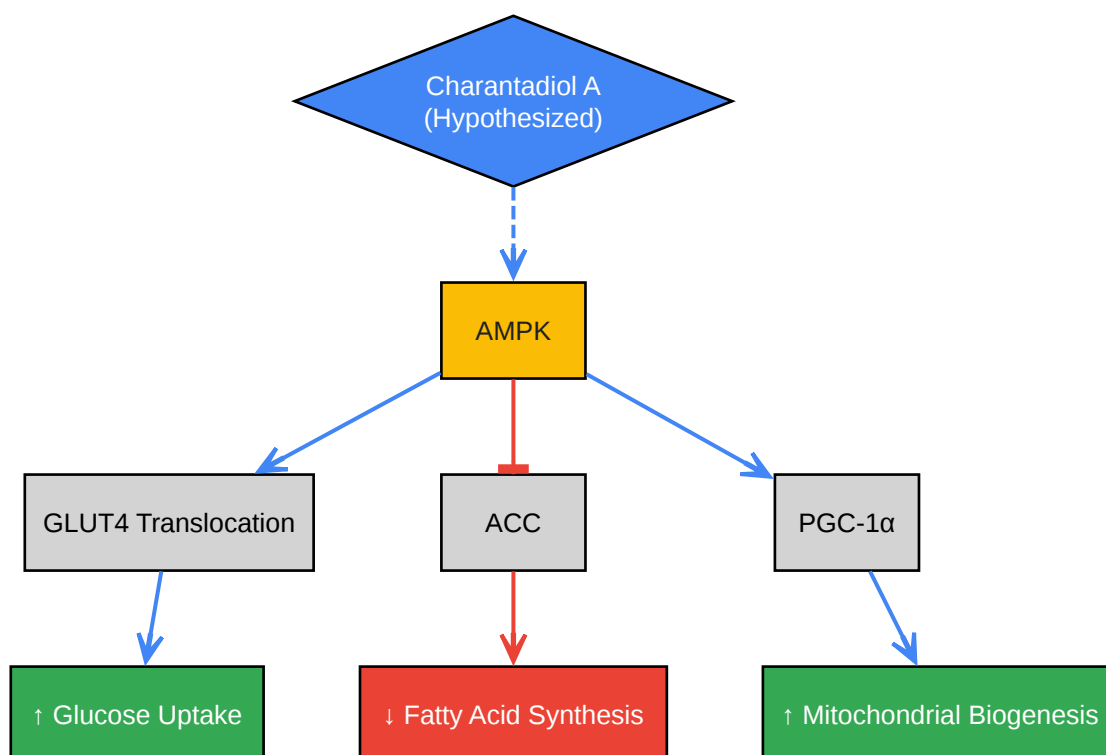 Charantadiol A
(Hypothesized)
AMPK
GLUT4 Translocation
ACC
PGC-1α
↑ Glucose Uptake
↓ Fatty Acid Synthesis
↑ Mitochondrial Biogenesis